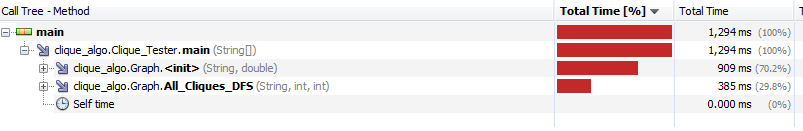 Call Tree - Method Total Time [%] Total Time
main 1,294 ms (100%)
clique_algo.Clique_Tester.main (String[]) 1,294 ms (100%)
clique_algo.Graph.<init> (String, double) 909 ms (70.2%)
clique_algo.Graph.All_Cliques_DFS (String, int, int) 385 ms (29.8%)
Self time 0.000 ms (0%)